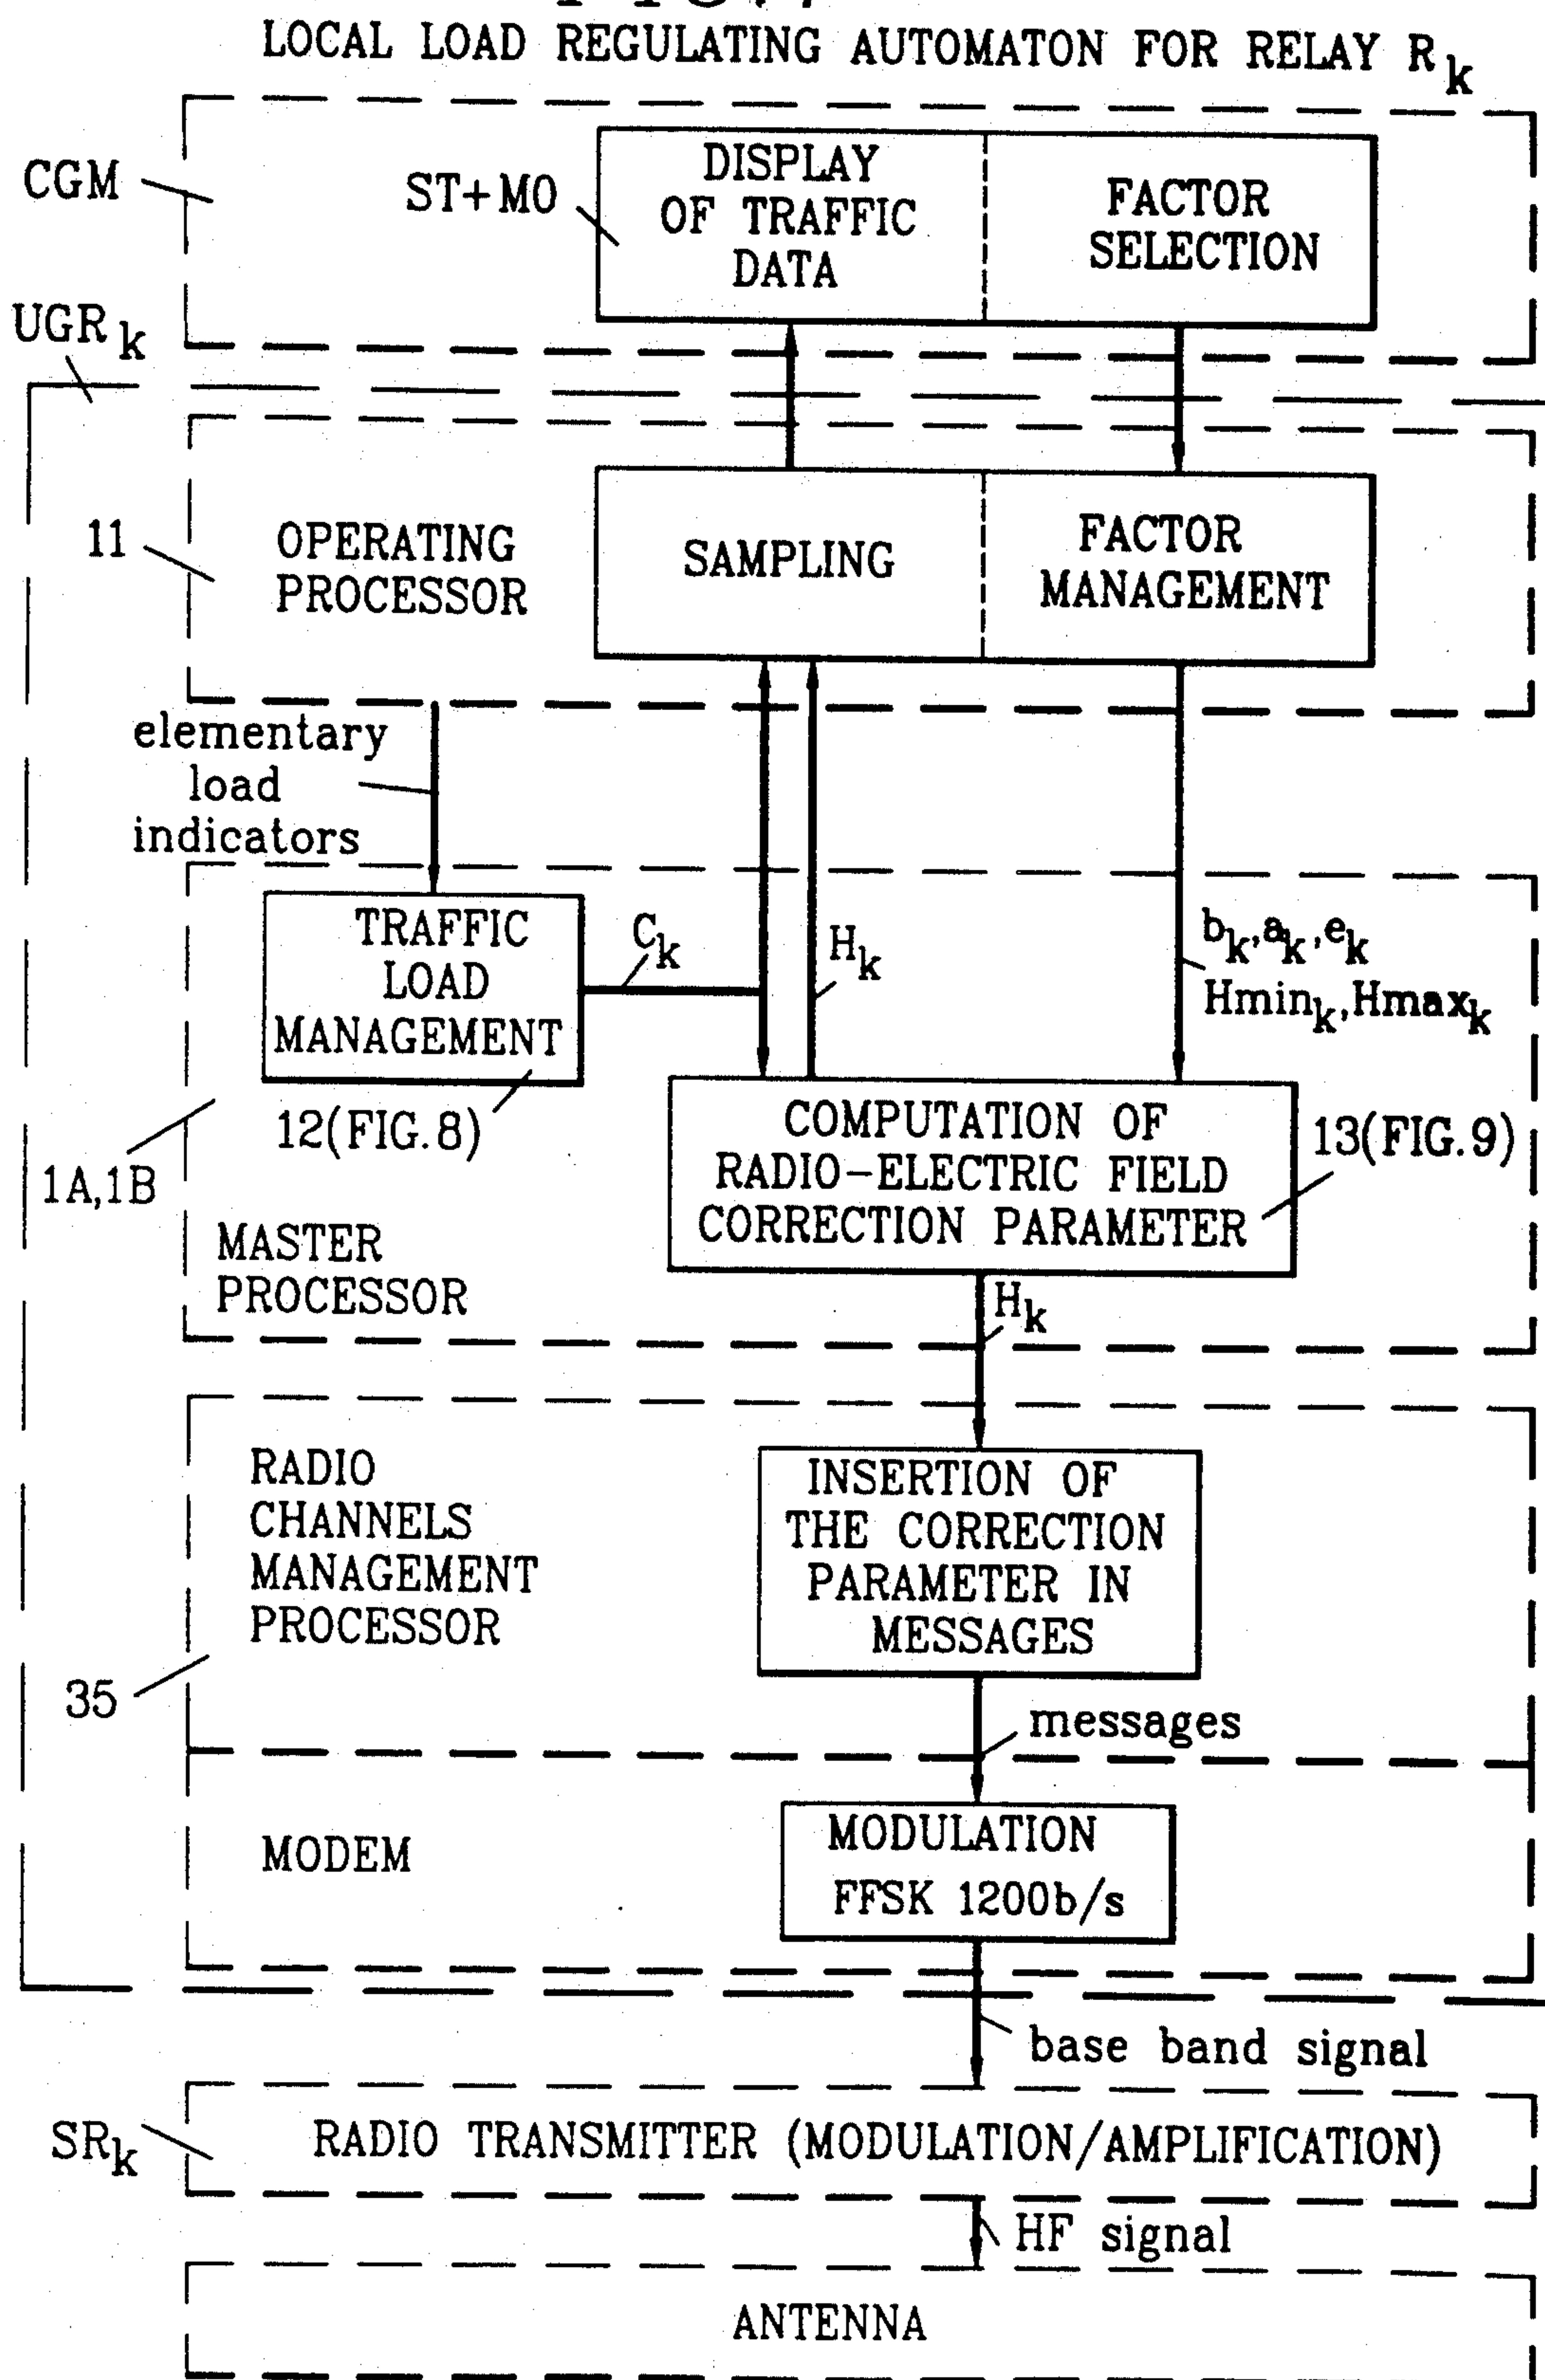 LOCAL LOAD REGULATING AUTOMATON FOR RELAY Rk
CGM
ST+MO
DISPLAY
OF TRAFFIC
DATA
FACTOR
SELECTION
UGRk
11
OPERATING
PROCESSOR
SAMPLING
FACTOR
MANAGEMENT
elementary
load
indicators
TRAFFIC
LOAD
MANAGEMENT
Ck
Hk
bk,ak,ek
Hmink,Hmaxk
12(FIG.8)
COMPUTATION OF
RADIO-ELECTRIC FIELD
CORRECTION PARAMETER
13(FIG.9)
1A,1B
MASTER
PROCESSOR
Hk
RADIO
CHANNELS
MANAGEMENT
PROCESSOR
INSERTION OF
THE CORRECTION
PARAMETER IN
MESSAGES
35
messages
MODEM
MODULATION
FFSK 1200b/s
base band signal
SRk
RADIO TRANSMITTER (MODULATION/AMPLIFICATION)
HF signal
ANTENNA